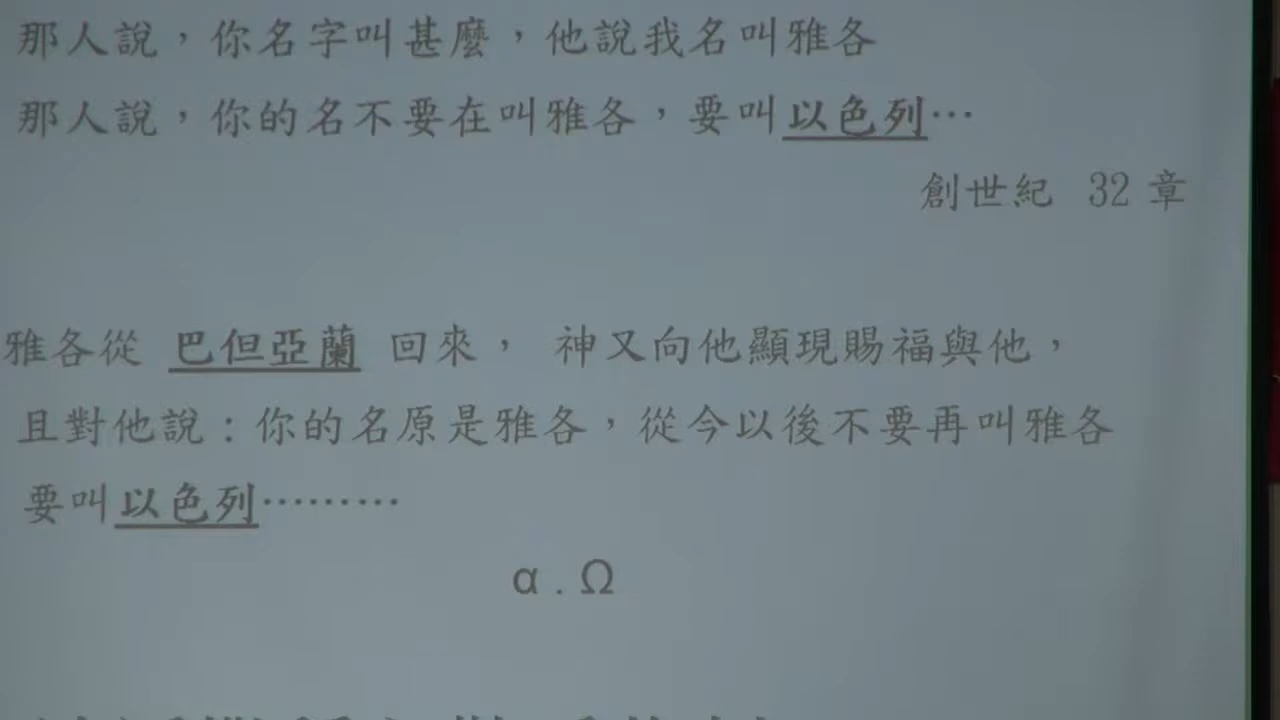 那人說，你名字叫甚麼，他說我名叫雅各
那人說，你的名不要在叫雅各，要叫以色列…
創世紀 32 章
雅各從 巴但亞蘭 回來， 神又向他顯現賜福與他，
且對他說：你的名原是雅各，從今以後不要再叫雅各
要叫以色列………
α . Ω